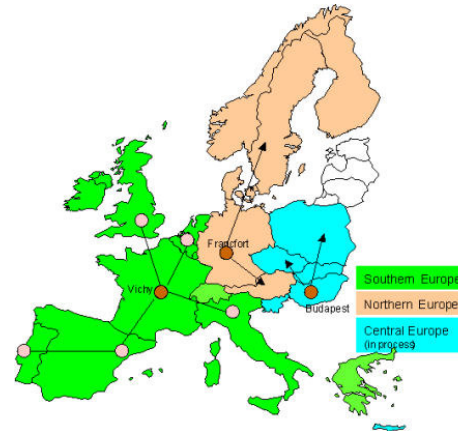 Francfort
Vichy
Budapest
Southern Europe
Northern Europe
Central Europe
(in process)